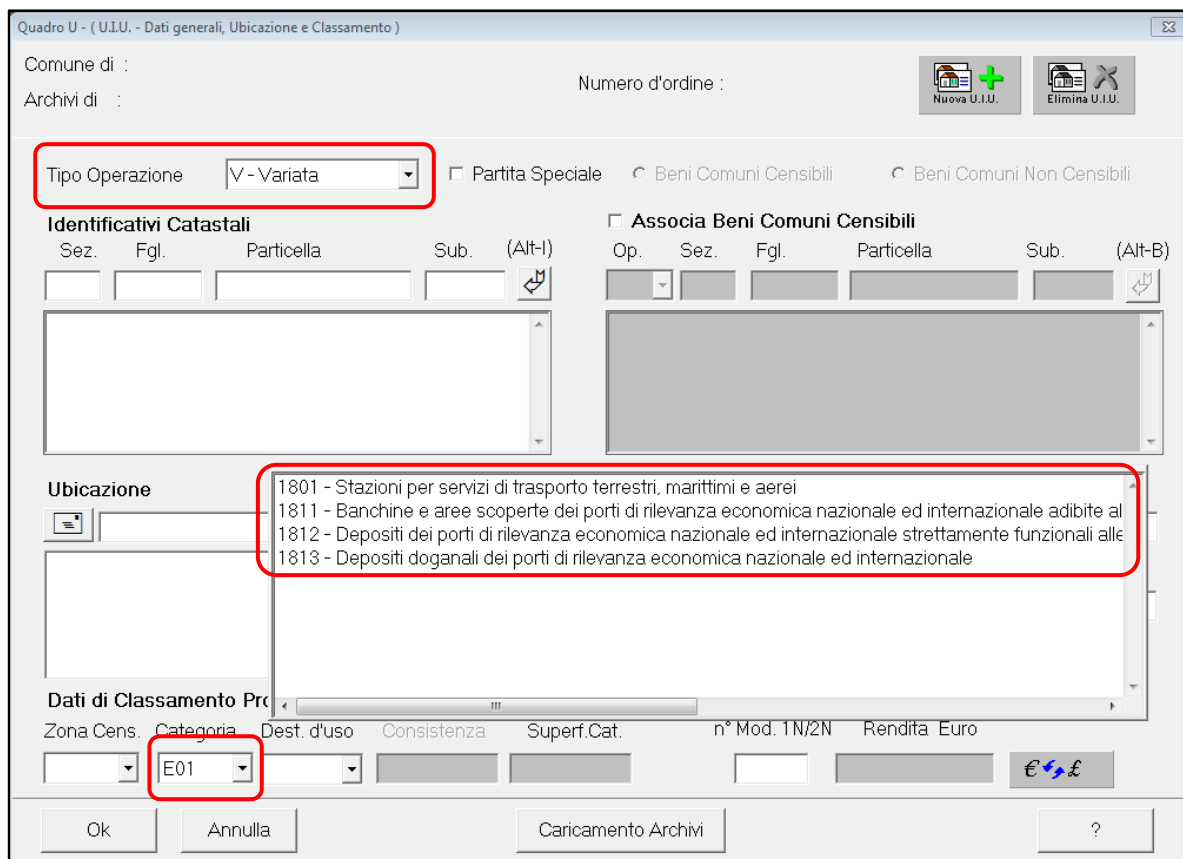 Quadro U - ( U.I.U. - Dati generali, Ubicazione e Classamento )
Comune di :
Numero d'ordine :
Archivi di :
Nuova U.I.U.
Elimina U.I.U.
Tipo Operazione V - Variata Partita Speciale Beni Comuni Censibili Beni Comuni Non Censibili
Identificativi Catastali
Associa Beni Comuni Censibili
Sez. Fgl. Particella Sub. (Alt-I)
Op. Sez. Fgl. Particella Sub. (Alt-B)
Ubicazione
1801 - Stazioni per servizi di trasporto terrestri, marittimi e aerei
1811 - Banchine e aree scoperte dei porti di rilevanza economica nazionale ed internazionale adibite al
1812 - Depositi dei porti di rilevanza economica nazionale ed internazionale strettamente funzionali alle
1813 - Depositi doganali dei porti di rilevanza economica nazionale ed internazionale
Dati di Classamento Pro
Zona Cens. Categoria Dest. d'uso Consistenza Superf.Cat. n° Mod. 1N/2N Rendita Euro
E01 € £
Ok Annulla Caricamento Archivi ?